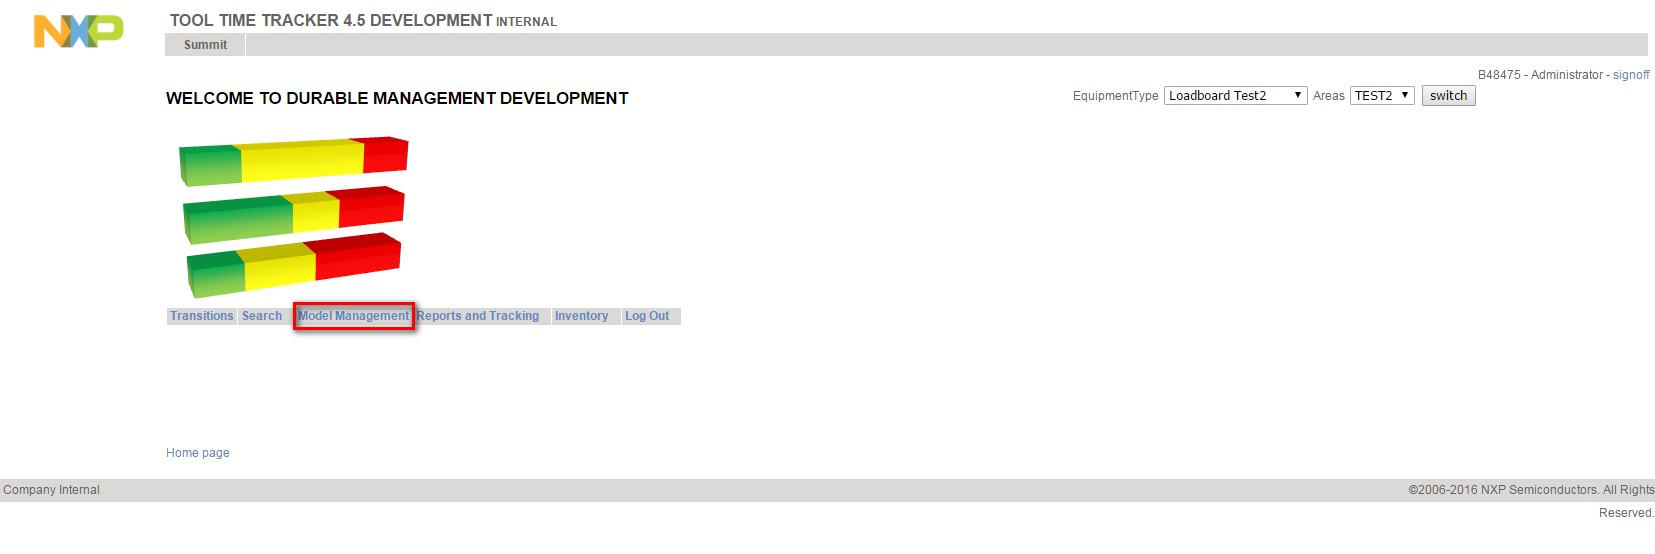 NXP
TOOL TIME TRACKER 4.5 DEVELOPMENT INTERNAL
Summit
B48475 - Administrator - signoff
WELCOME TO DURABLE MANAGEMENT DEVELOPMENT
EquipmentType Loadboard Test2 Areas TEST2 switch
Transitions Search Model Management Reports and Tracking Inventory Log Out
Home page
Company Internal
©2006-2016 NXP Semiconductors. All Rights
Reserved.